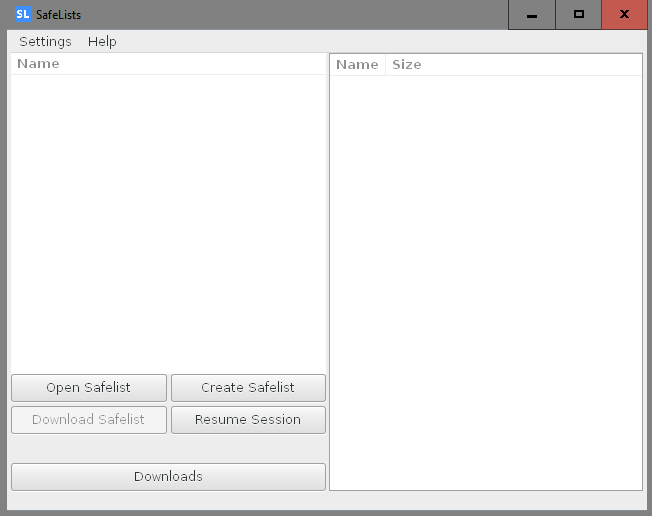 SL SafeLists
Settings Help
Name
Name Size
Open Safelist Create Safelist
Download Safelist Resume Session
Downloads